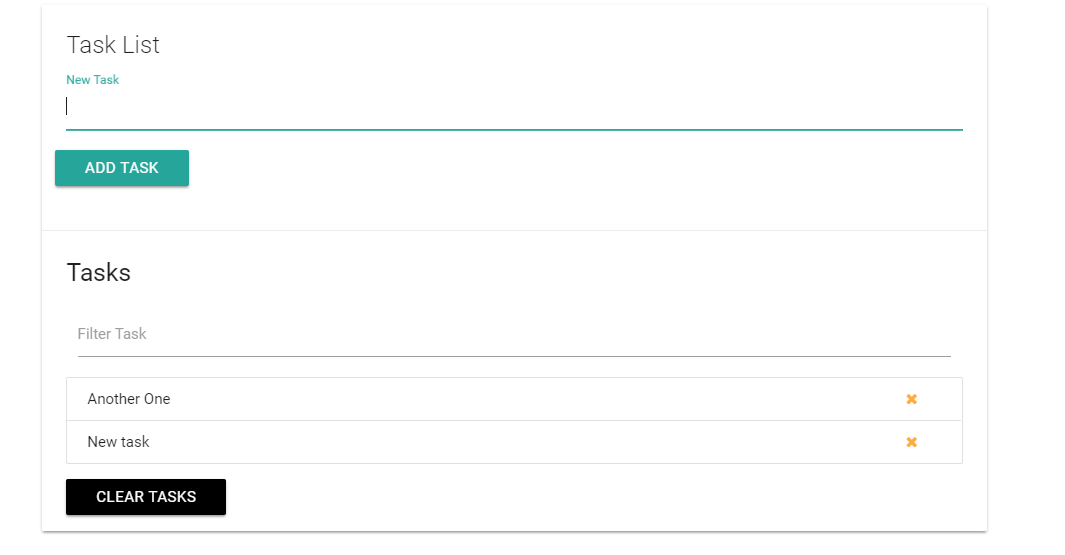 Task List
New Task
ADD TASK
Tasks
Filter Task
Another One
New task
CLEAR TASKS